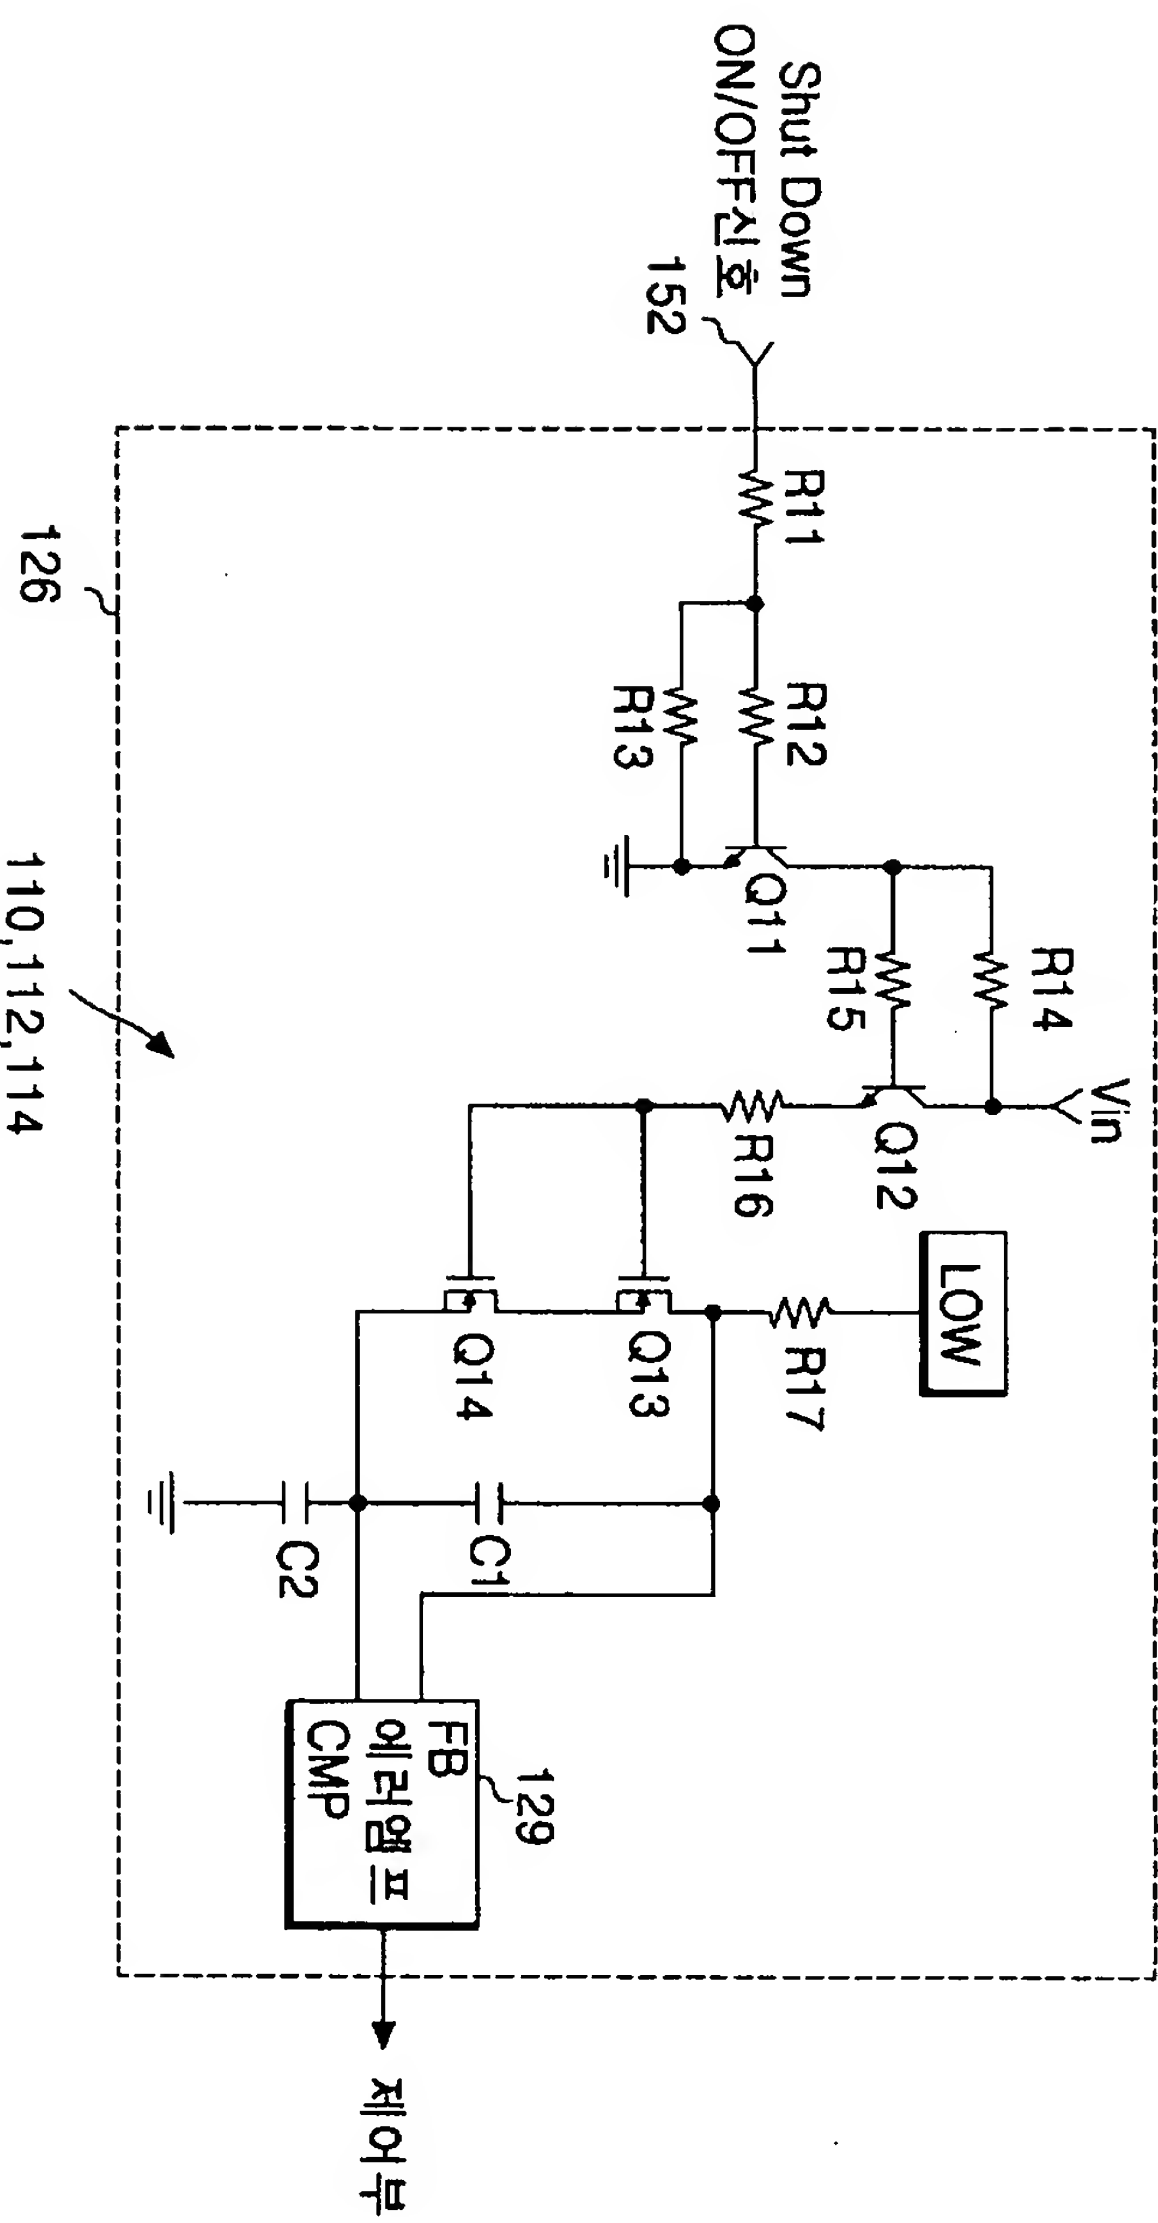 Shut Down
ON/OFF신호
152
R11
R12
R13
Q11
R14
R15
Vin
Q12
R16
LOW
R17
Q13
Q14
C1
C2
129
FB
에러앰프
CMP
제어부
126
110,112,114